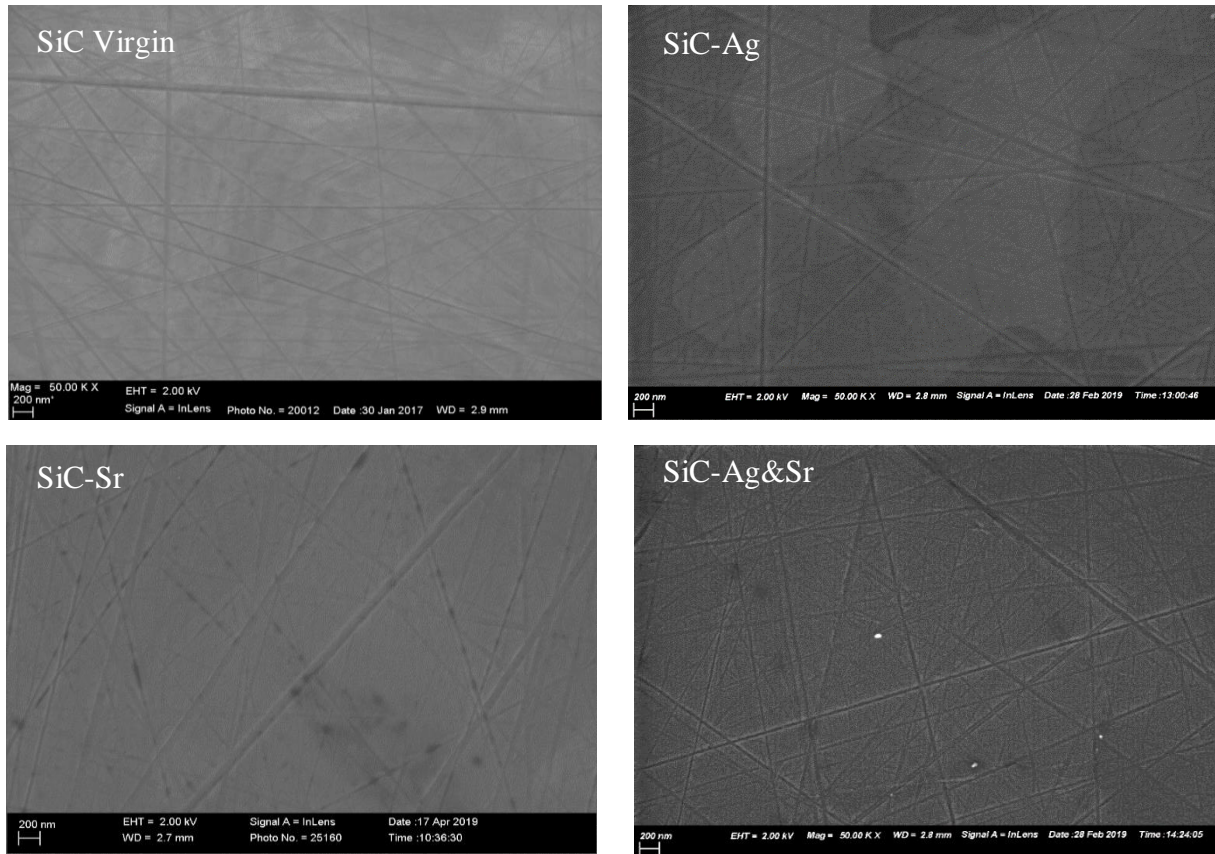 SiC Virgin
Mag = 50.00 K X
200 nm*
EHT = 2.00 kV
Signal A = InLens Photo No. = 20012 Date :30 Jan 2017 WD = 2.9 mm
SiC-Ag
200 nm EHT = 2.00 kV Mag = 50.00 K X WD = 2.8 mm Signal A = InLens Date :28 Feb 2019 Time :13:00:46
SiC-Sr
200 nm
EHT = 2.00 kV Signal A = InLens Date :17 Apr 2019
WD = 2.7 mm Photo No. = 25160 Time :10:36:30
SiC-Ag&Sr
200 nm EHT = 2.00 kV Mag = 50.00 K X WD = 2.8 mm Signal A = InLens Date :28 Feb 2019 Time :14:24:05